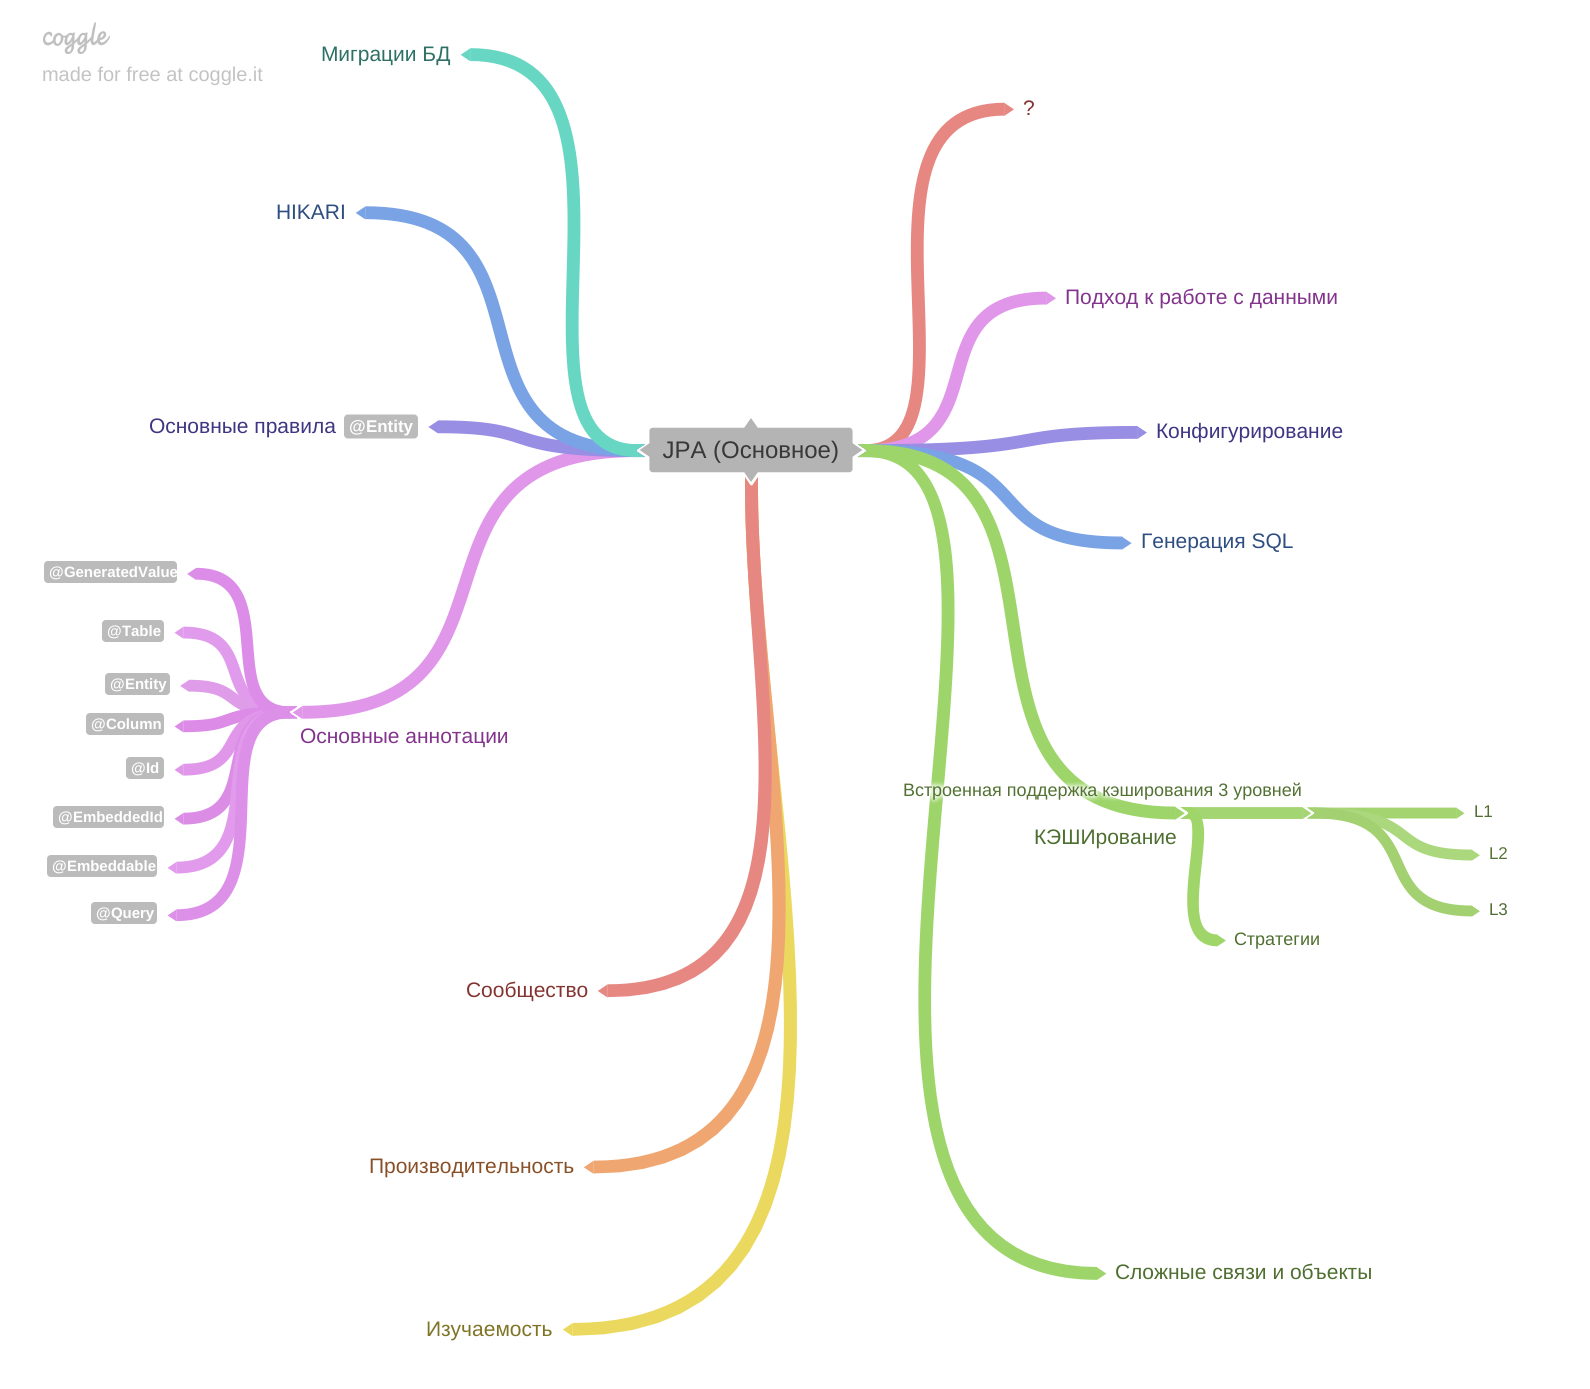 coggle
made for free at coggle.it
Миграции БД
?
HIKARI
Подход к работе с данными
Основные правила @Entity
JPA (Основное)
Конфигурирование
Генерация SQL
@GeneratedValue
@Table
@Entity
@Column
@Id
@EmbeddedId
@Embeddable
@Query
Основные аннотации
Встроенная поддержка кэширования 3 уровней
КЭШИрование
L1
L2
L3
Стратегии
Сообщество
Производительность
Сложные связи и объекты
Изучаемость